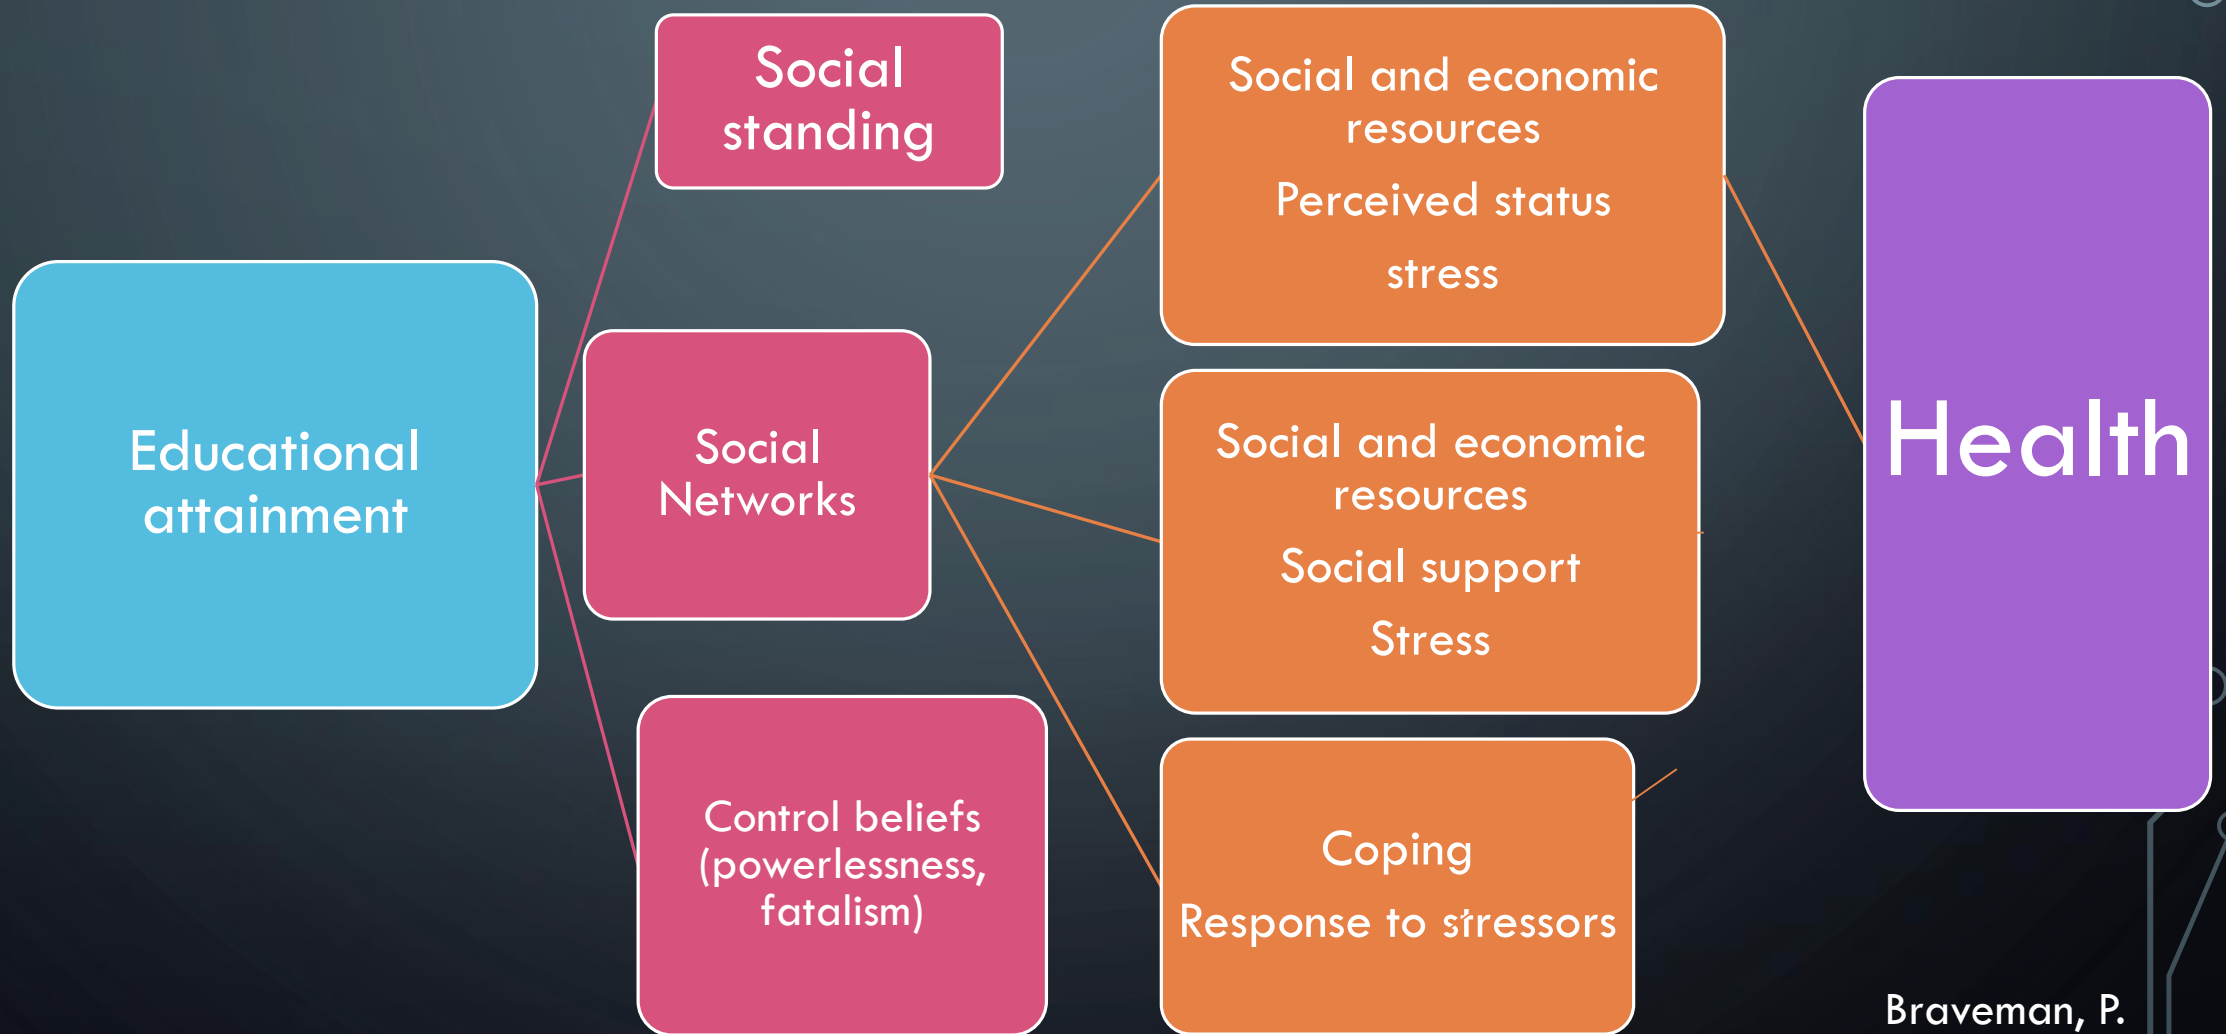 Educational
attainment
Social
standing
Social
Networks
Control beliefs
(powerlessness,
fatalism)
Social and economic
resources
Perceived status
stress
Social and economic
resources
Social support
Stress
Coping
Response to stressors
Health
Braveman, P.